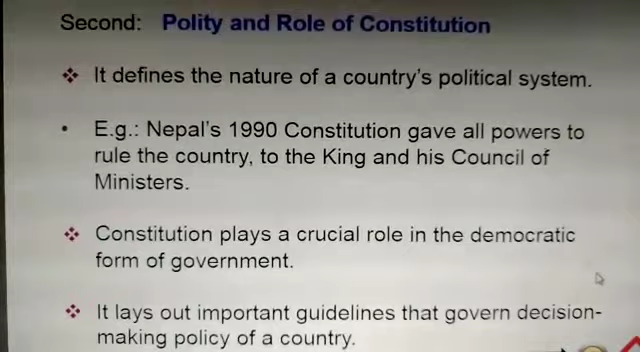 Second: Polity and Role of Constitution
❖ It defines the nature of a country's political system.
• E.g.: Nepal's 1990 Constitution gave all powers to
rule the country, to the King and his Council of
Ministers.
❖ Constitution plays a crucial role in the democratic
form of government.
❖ It lays out important guidelines that govern decision-
making policy of a country.